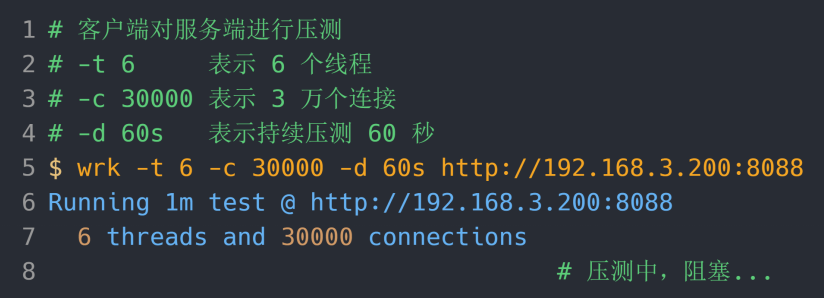 1 # 客户端对服务端进行压测
2 # -t 6 表示 6 个线程
3 # -c 30000 表示 3 万个连接
4 # -d 60s 表示持续压测 60 秒
5 $ wrk -t 6 -c 30000 -d 60s http://192.168.3.200:8088
6 Running 1m test @ http://192.168.3.200:8088
7 6 threads and 30000 connections
8 # 压测中，阻塞...